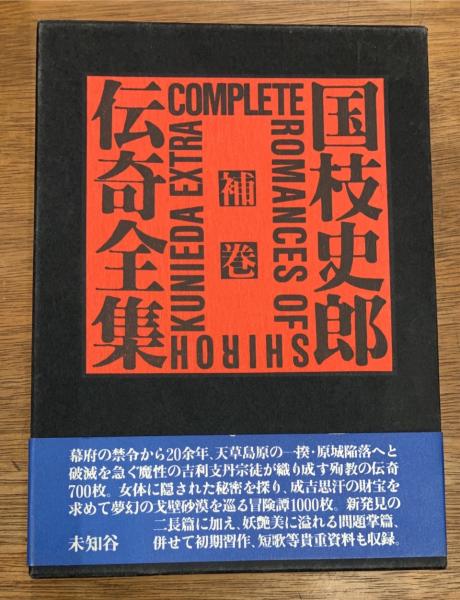 国枝史郎
伝奇全集
補巻
COMPLETE
ROMANCES OF
SHIROH
KUNIEDA EXTRA
幕府の禁令から20余年、天草島原の一揆・原城陥落へと
破滅を急ぐ魔性の吉利支丹宗徒が織り成す殉教の伝奇
700枚。女体に隠された秘密を探り、成吉思汗の財宝を
求めて夢幻の戈壁砂漠を巡る冒険譚1000枚。新発見の
二長篇に加え、妖艶美に溢れる問題掌篇、
併せて初期習作、短歌等貴重資料も収録。
未知谷